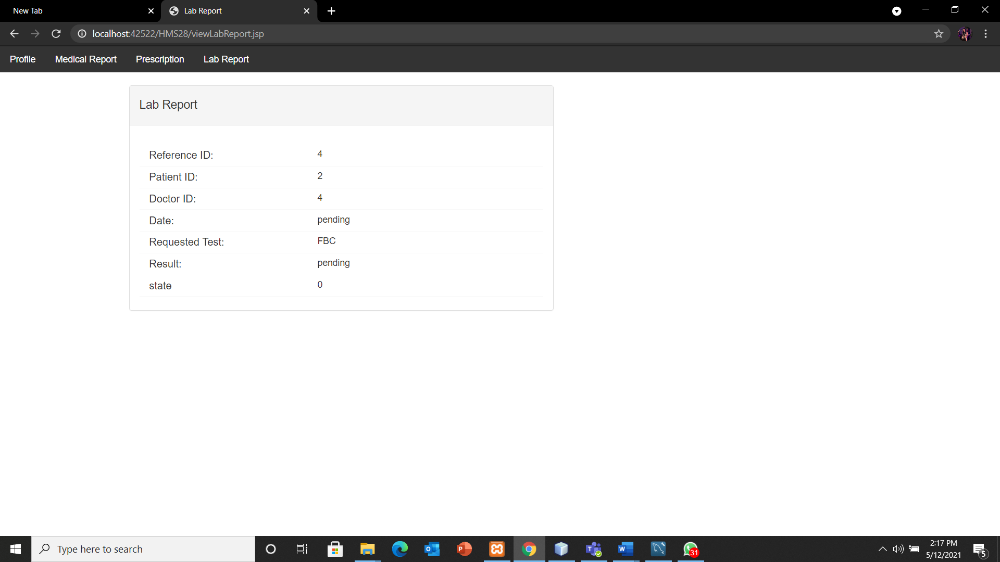 New Tab
Lab Report
localhost:42522/HMS28/viewLabReport.jsp
Profile Medical Report Prescription Lab Report
Lab Report
Reference ID: 4
Patient ID: 2
Doctor ID: 4
Date: pending
Requested Test: FBC
Result: pending
state 0
Type here to search
31
2:17 PM
5/12/2021
5